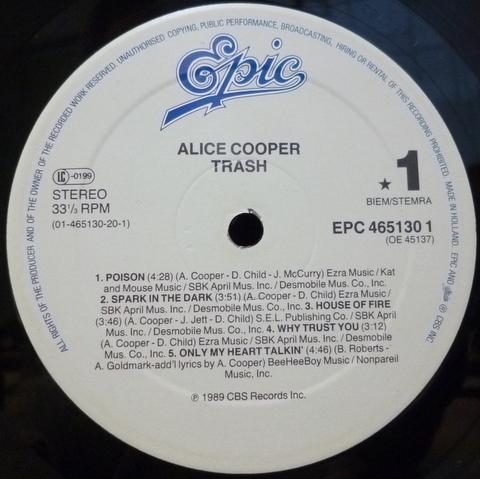 ALL RIGHTS OF THE PRODUCER AND OF THE OWNER OF THE RECORDED WORK RESERVED. UNAUTHORISED COPYING, PUBLIC PERFORMANCE, BROADCASTING, HIRING OR RENTAL OF THIS RECORDING PROHIBITED. MADE IN HOLLAND. EPIC AND
® CBS INC
Epic
ALICE COOPER
TRASH
LC-0199
STEREO
33⅓ RPM
(01-465130-20-1)
★ 1
BIEM/STEMRA
EPC 465130 1
(OE 45137)
1. POISON (4:28) (A. Cooper - D. Child - J. McCurry) Ezra Music / Kat
and Mouse Music / SBK April Mus. Inc. / Desmobile Mus. Co., Inc.
2. SPARK IN THE DARK (3:51) (A. Cooper - D. Child) Ezra Music /
SBK April Mus. Inc. / Desmobile Mus. Co., Inc. 3. HOUSE OF FIRE
(3:46) (A. Cooper - J. Jett - D. Child) S.E.L. Publishing Co./ SBK April
Mus. Inc. / Desmobile Mus. Co., Inc. 4. WHY TRUST YOU (3:12)
(A. Cooper - D. Child) Ezra Music / SBK April Mus. Inc. / Desmobile
Mus. Co., Inc. 5. ONLY MY HEART TALKIN' (4:46) (B. Roberts -
A. Goldmark-add'l lyrics by A. Cooper) BeeHeeBoy Music / Nonpareil
Music, Inc.
℗ 1989 CBS Records Inc.